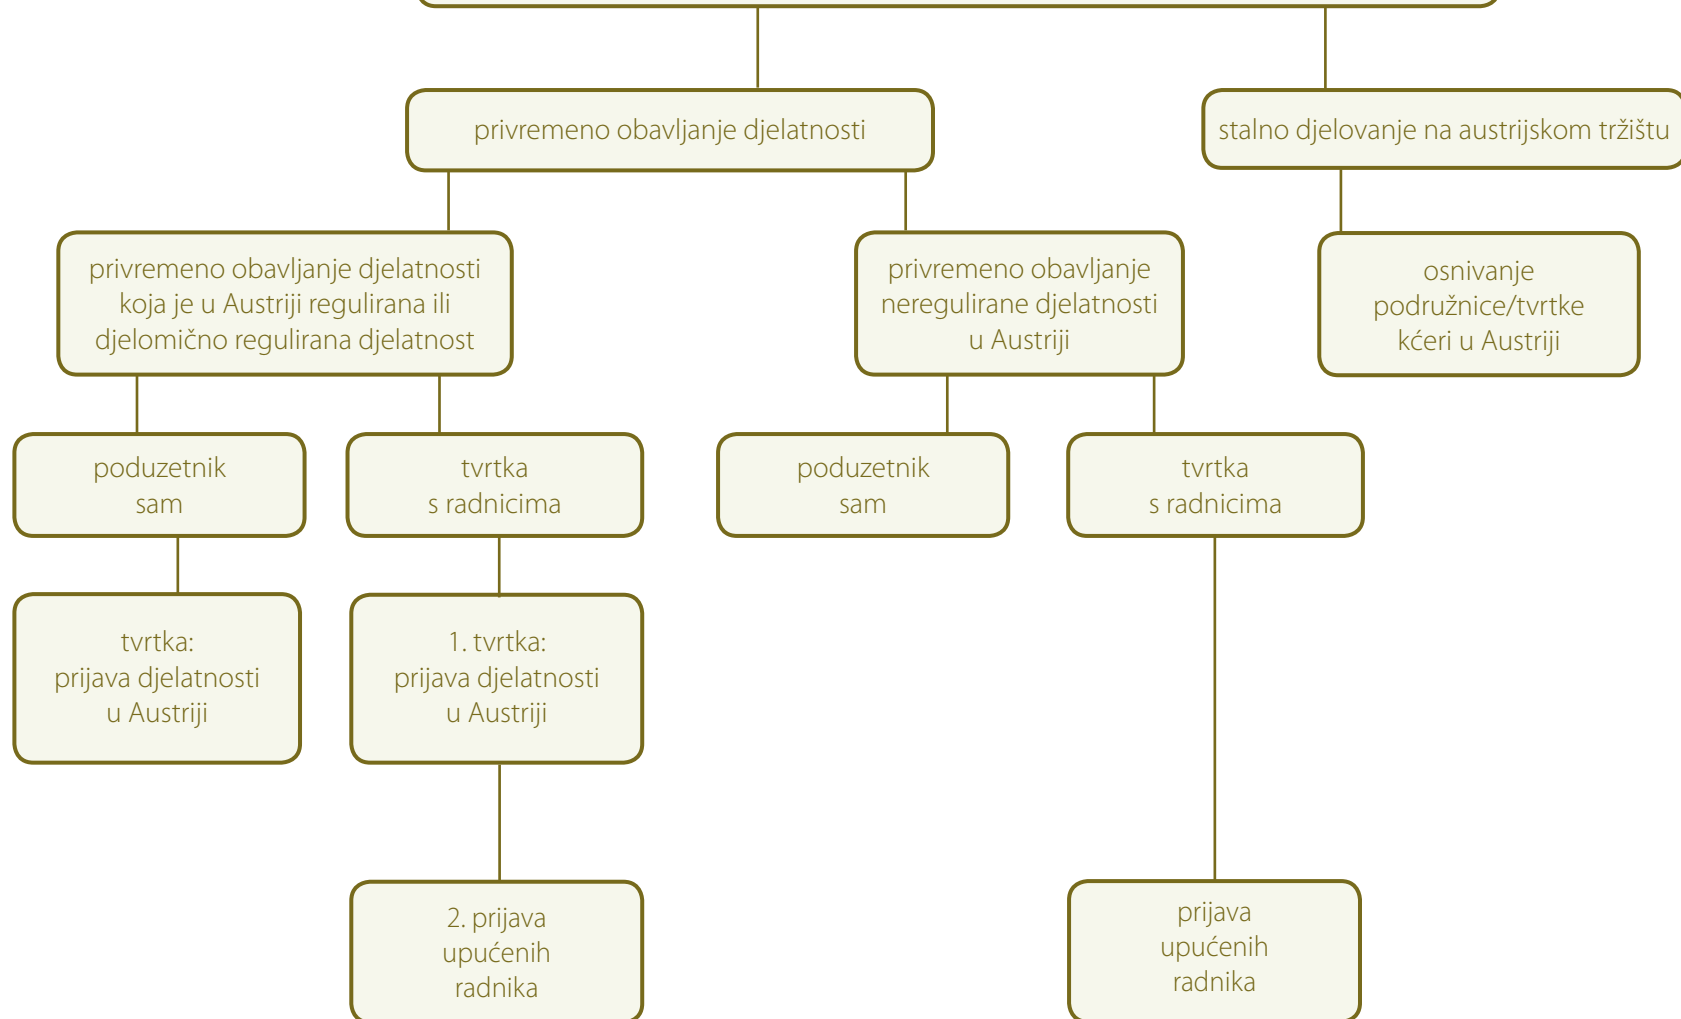 privremeno obavljanje djelatnosti
stalno djelovanje na austrijskom tržištu
privremeno obavljanje djelatnosti
koja je u Austriji regulirana ili
djelomično regulirana djelatnost
privremeno obavljanje
neregulirane djelatnosti
u Austriji
osnivanje
podružnice/tvrtke
kćeri u Austriji
poduzetnik
sam
tvrtka
s radnicima
poduzetnik
sam
tvrtka
s radnicima
tvrtka:
prijava djelatnosti
u Austriji
1. tvrtka:
prijava djelatnosti
u Austriji
2. prijava
upućenih
radnika
prijava
upućenih
radnika